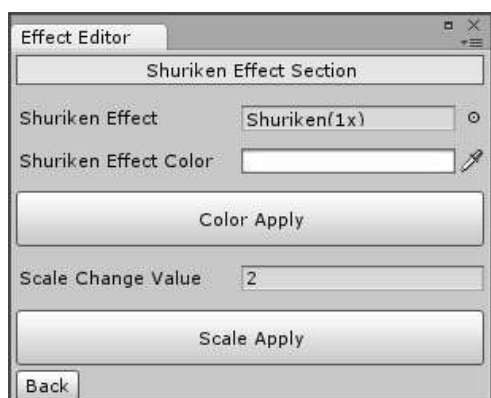 Effect Editor
Shuriken Effect Section
Shuriken Effect
Shuriken(1x)
Shuriken Effect Color
Color Apply
Scale Change Value
2
Scale Apply
Back